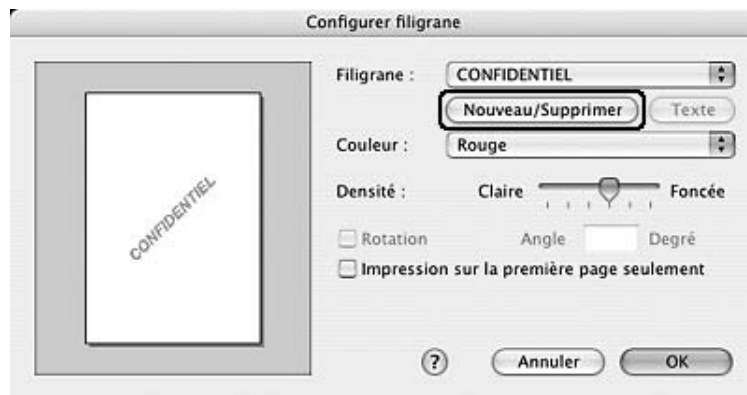 Configurer filigrane
Filigrane : CONFIDENTIEL
Nouveau/Supprimer Texte
Couleur : Rouge
Densité : Claire Foncée
CONFIDENTIEL
Rotation Angle Degré
Impression sur la première page seulement
? Annuler OK